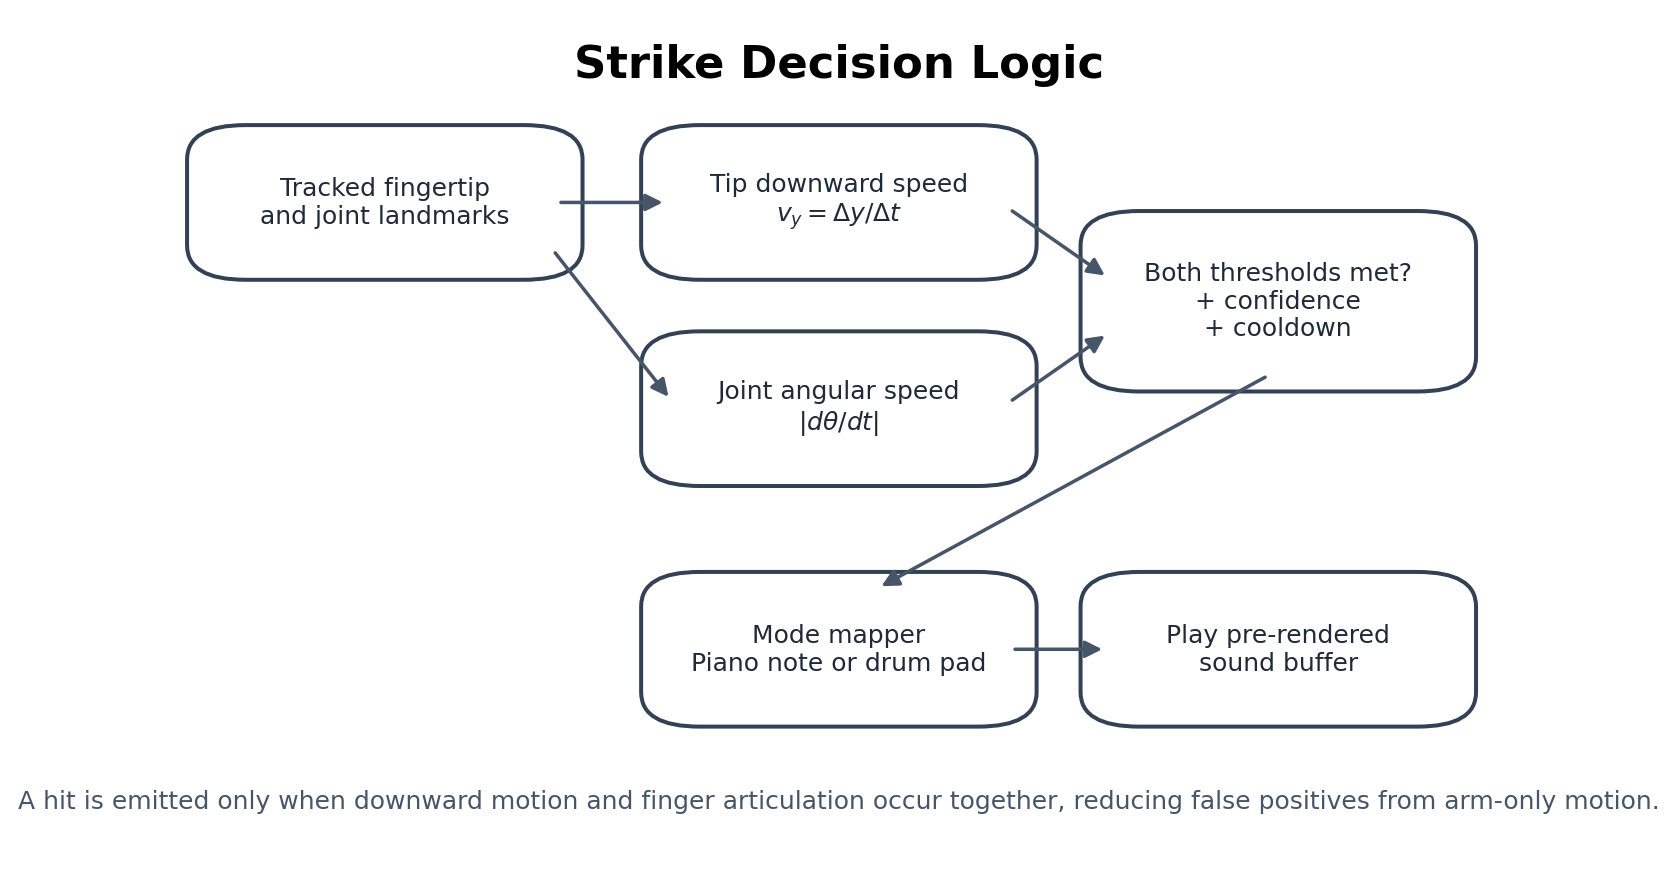 Strike Decision Logic
Tracked fingertip
and joint landmarks
Tip downward speed
v_y = Δy/Δt
Joint angular speed
|dθ/dt|
Both thresholds met?
+ confidence
+ cooldown
Mode mapper
Piano note or drum pad
Play pre-rendered
sound buffer
A hit is emitted only when downward motion and finger articulation occur together, reducing false positives from arm-only motion.